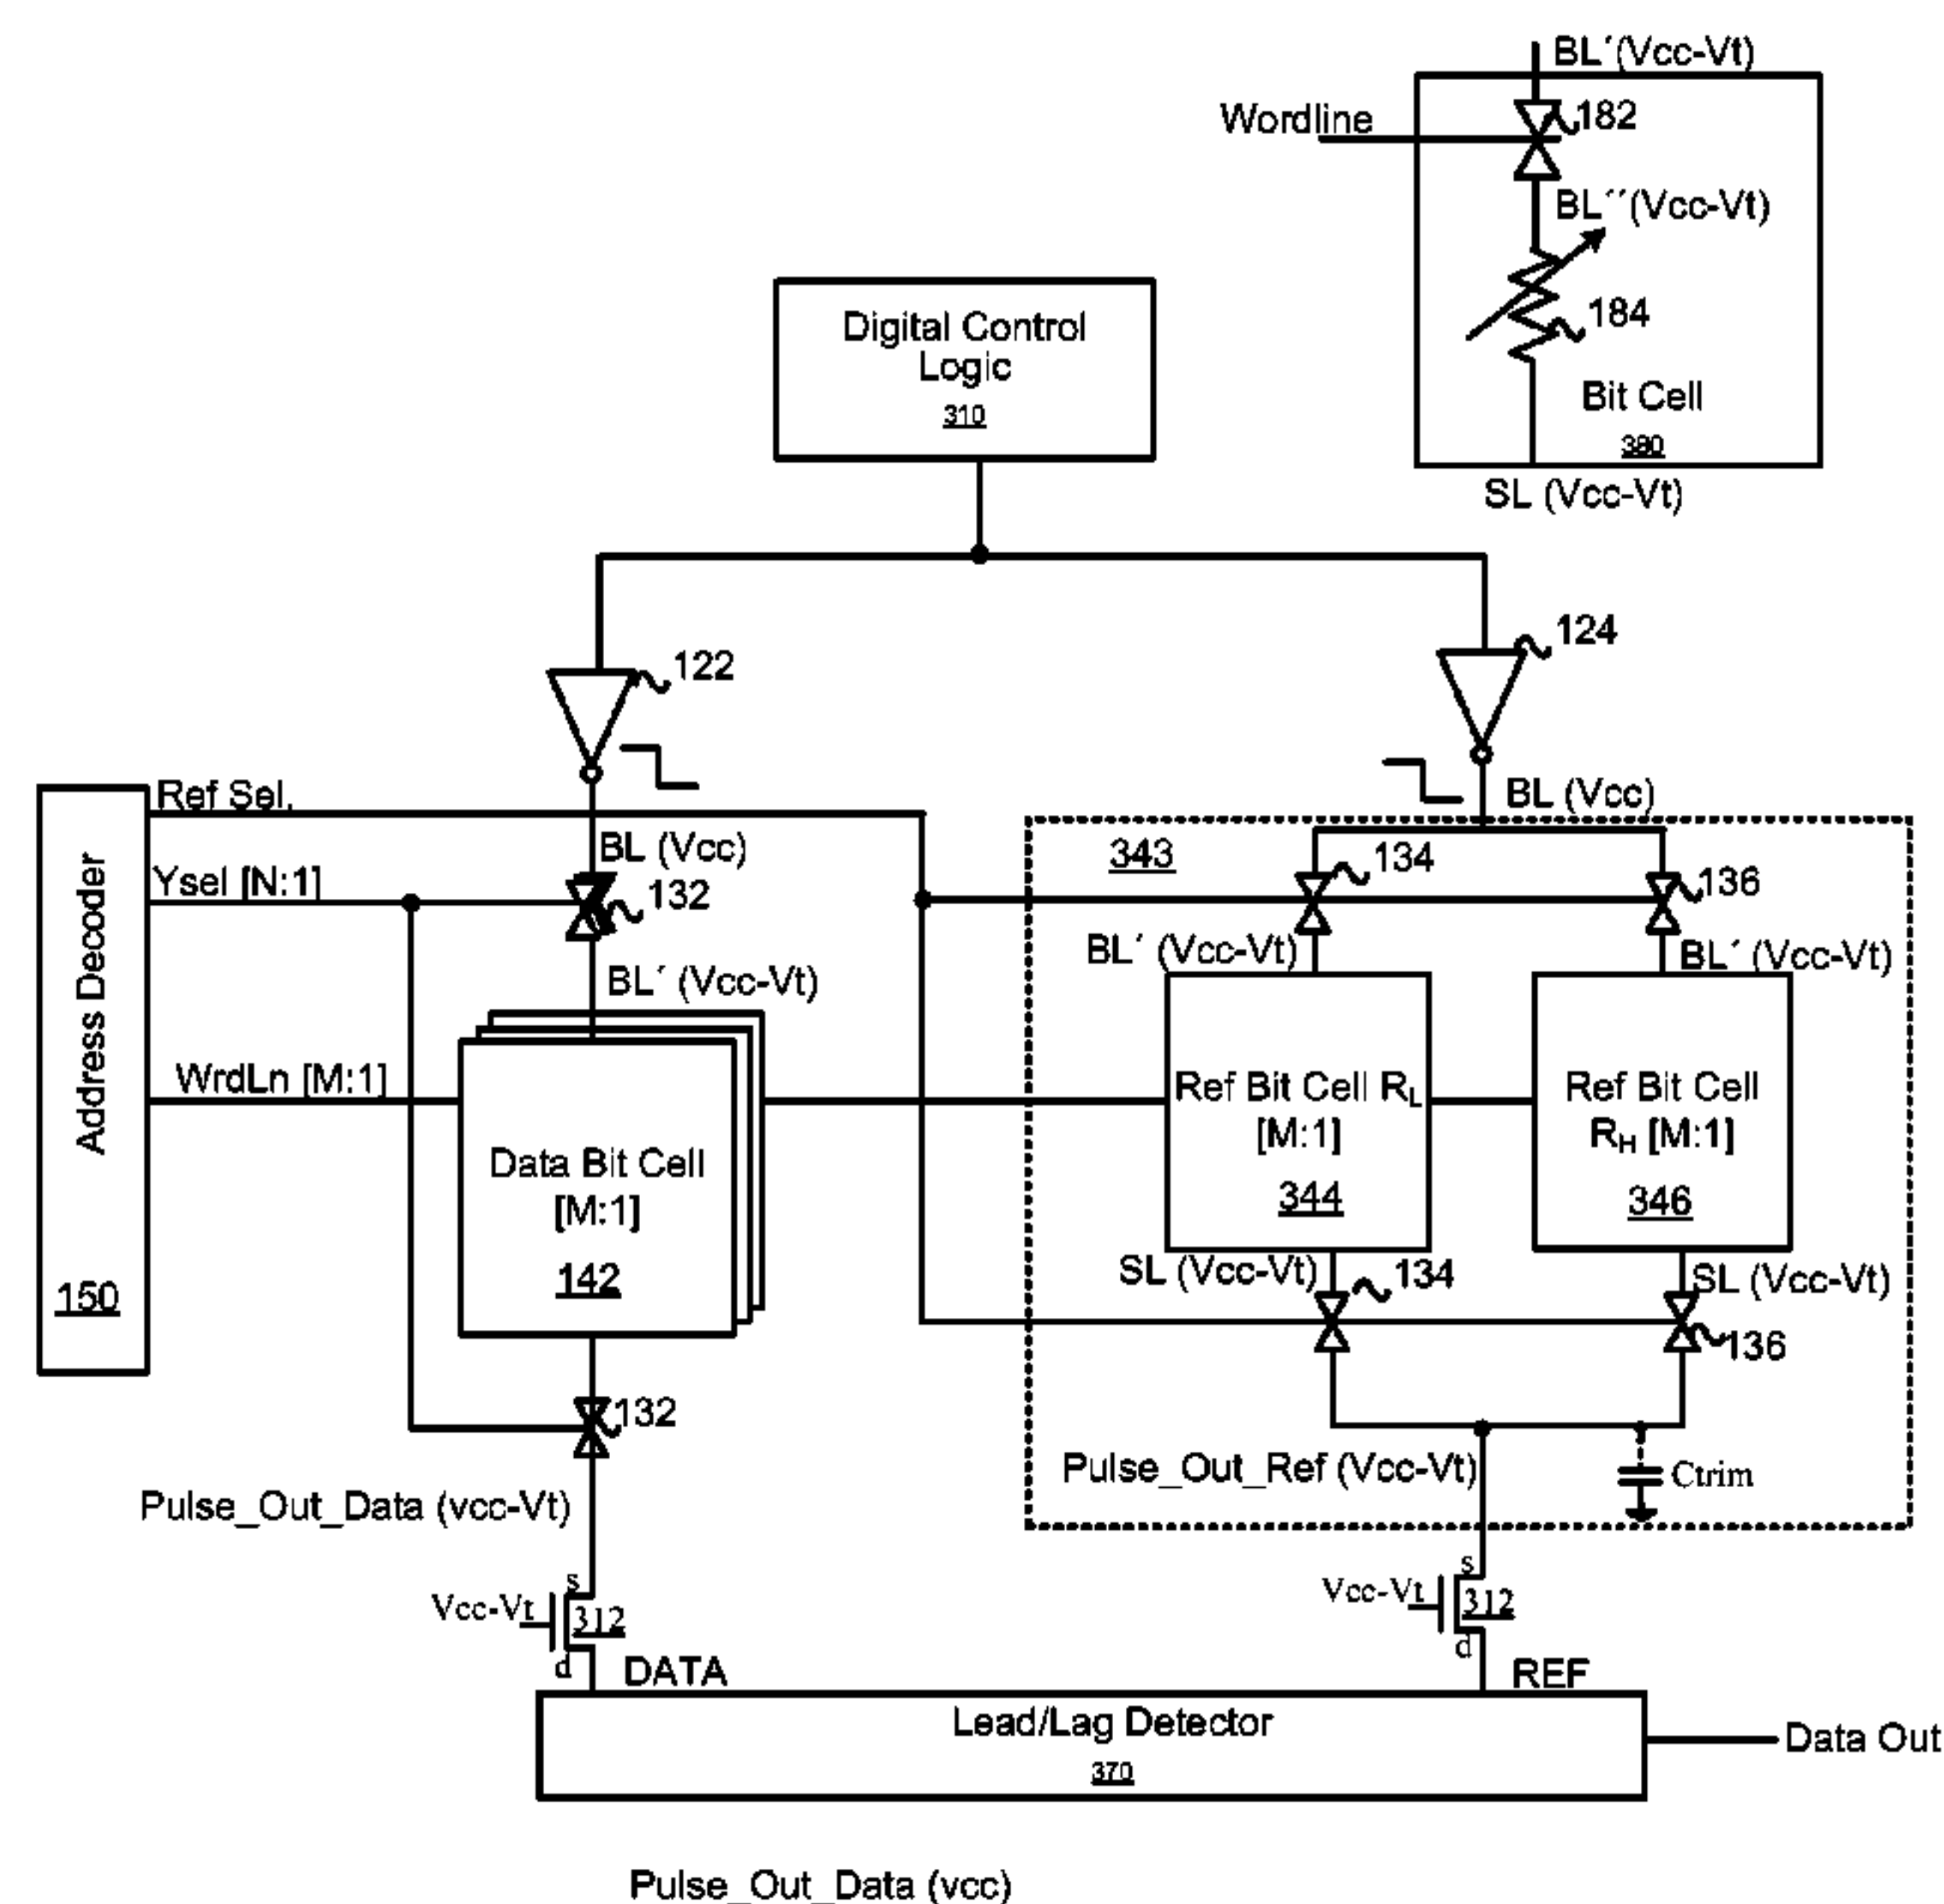 BL´(Vcc-Vt)
182
Wordline
BL´´(Vcc-Vt)
184
Bit Cell
380
SL (Vcc-Vt)
Digital Control
Logic
310
122
124
Ref Sel.
BL (Vcc)
BL (Vcc)
343
134
136
Ysel [N:1]
132
BL´ (Vcc-Vt)
BL´ (Vcc-Vt)
BL´ (Vcc-Vt)
Address Decoder
150
WrdLn [M:1]
Data Bit Cell
[M:1]
142
Ref Bit Cell RL
[M:1]
344
Ref Bit Cell
RH [M:1]
346
SL (Vcc-Vt)
134
SL (Vcc-Vt)
136
132
Pulse_Out_Data (vcc-Vt)
Pulse_Out_Ref (Vcc-Vt)
Ctrim
Vcc-Vt
s
312
d
DATA
Vcc-Vt
s
312
d
REF
Lead/Lag Detector
370
Data Out
Pulse_Out_Data (vcc)